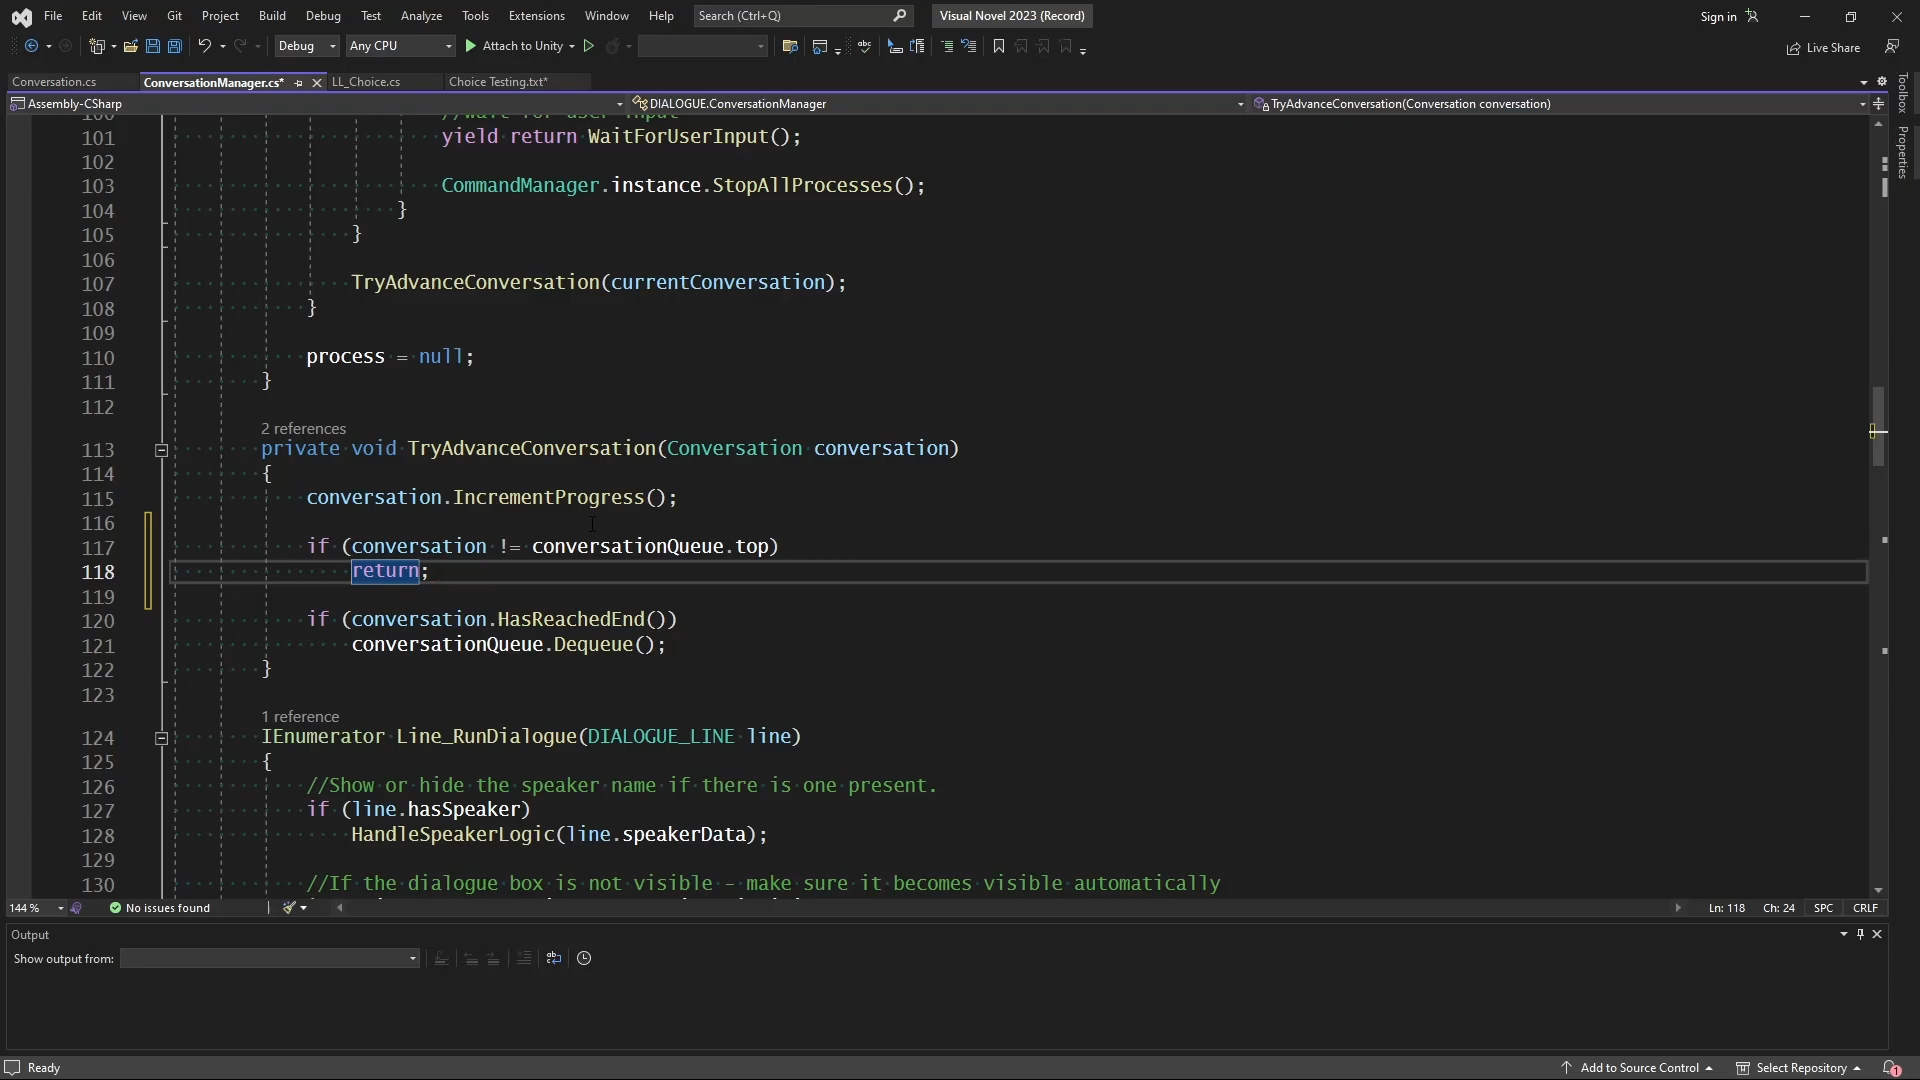 File Edit View Git Project Build Debug Test Analyze Tools Extensions Window Help Search (Ctrl+Q) Visual Novel 2023 (Record) Sign in
Debug Any CPU Attach to Unity Live Share
Conversation.cs ConversationManager.cs* LL_Choice.cs Choice Testing.txt*
Assembly-CSharp DIALOGUE.ConversationManager TryAdvanceConversation(Conversation conversation)
Toolbox
Properties
100 //Wait for user input
101 yield return WaitForUserInput();
102
103 CommandManager.instance.StopAllProcesses();
104 }
105 }
106
107 TryAdvanceConversation(currentConversation);
108 }
109
110 process = null;
111 }
112
2 references
113 private void TryAdvanceConversation(Conversation conversation)
114 {
115 conversation.IncrementProgress();
116
117 if (conversation != conversationQueue.top)
118 return;
119
120 if (conversation.HasReachedEnd())
121 conversationQueue.Dequeue();
122 }
123
1 reference
124 IEnumerator Line_RunDialogue(DIALOGUE_LINE line)
125 {
126 //Show or hide the speaker name if there is one present.
127 if (line.hasSpeaker)
128 HandleSpeakerLogic(line.speakerData);
129
130 //If the dialogue box is not visible - make sure it becomes visible automatically
144 % No issues found Ln: 118 Ch: 24 SPC CRLF
Output
Show output from:
Ready Add to Source Control Select Repository 1